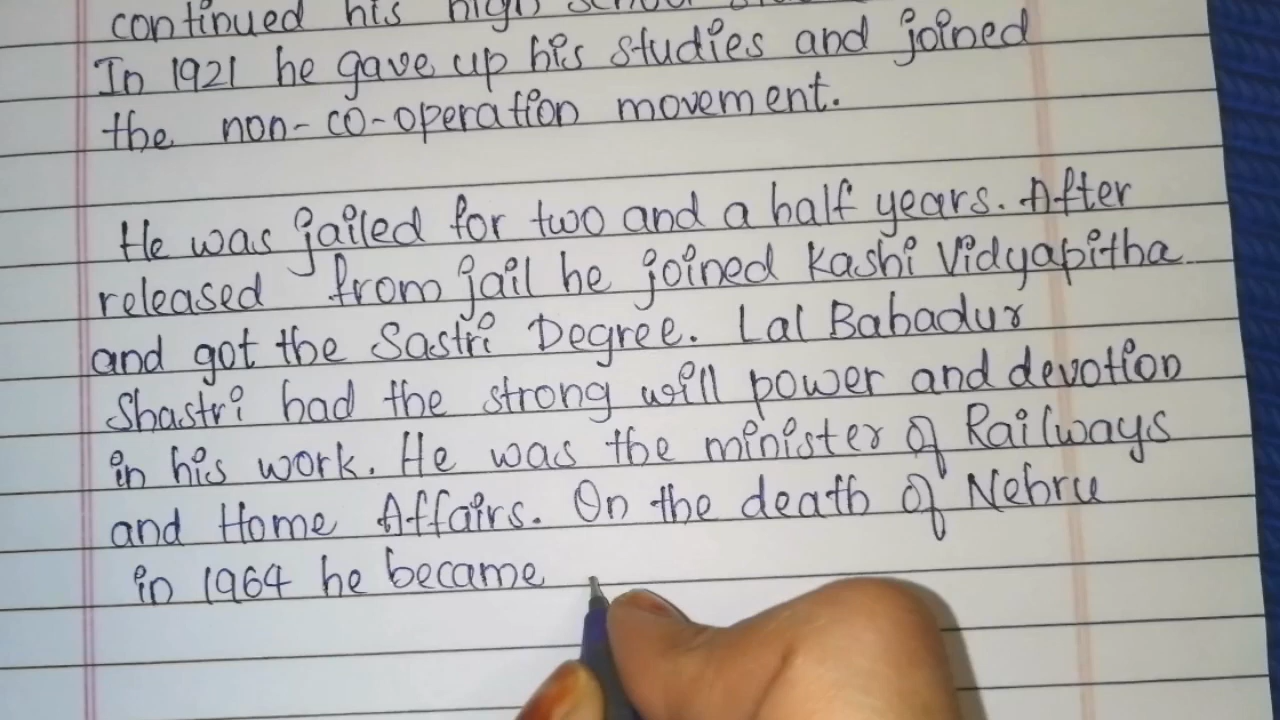 continued his high school
In 1921 he gave up his studies and joined
the non-co-operation movement.
He was jailed for two and a half years. After
released from jail he joined Kashi Vidyapitha
and got the Sastri Degree. Lal Bahadur
Shastri had the strong will power and devotion
in his work. He was the minister of Railways
and Home Affairs. On the death of Nehru
in 1964 he became